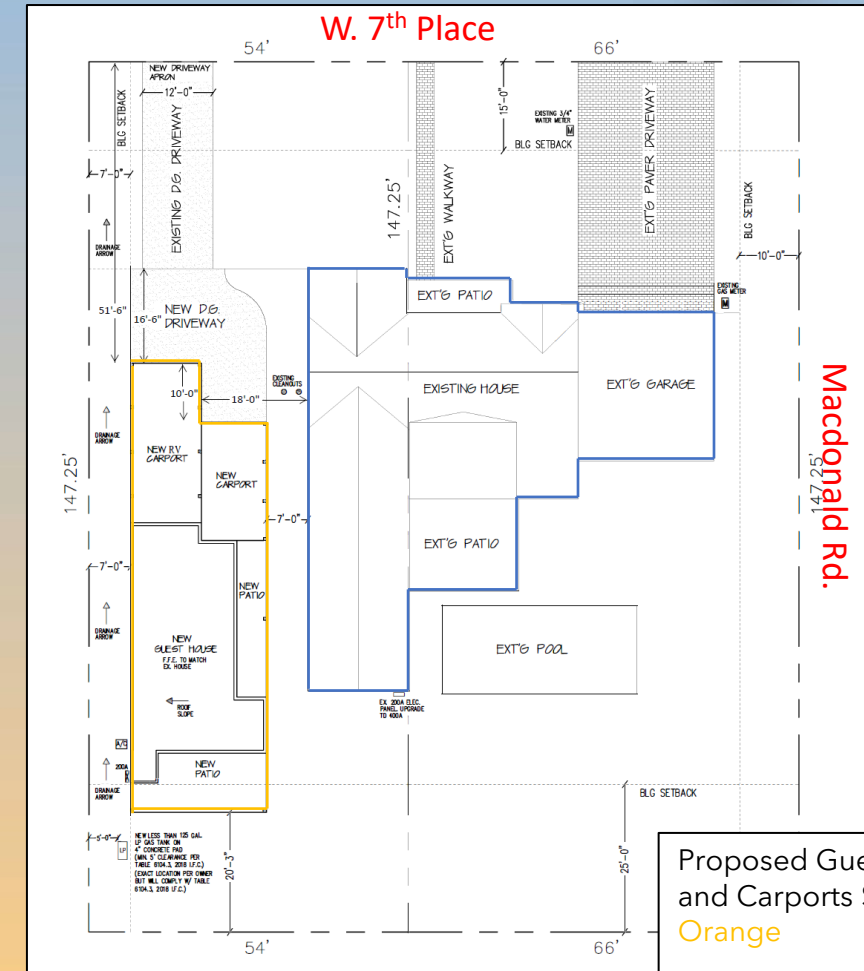 W. 7th Place
54'
66'
NEW DRIVEWAY
APRON
12'-0"
BLG SETBACK
EXISTING D.G. DRIVEWAY
7'-0"
DRAINAGE
ARROW
51'-6"
16'-6"
NEW D.G.
DRIVEWAY
147.25'
EXT'G WALKWAY
15'-0"
BLG SETBACK
EXISTING 3/4"
WATER METER
M
EXT'G PAVER DRIVEWAY
BLG SETBACK
10'-0"
EXISTING
GAS METER
M
EXT'G PATIO
EXISTING
CLEANOUTS
EXISTING HOUSE
EXT'G GARAGE
10'-0"
18'-0"
DRAINAGE
ARROW
NEW RV
CARPORT
NEW
CARPORT
147.25'
Macdonald Rd.
147.25'
7'-0"
EXT'G PATIO
7'-0"
NEW
PATIO
DRAINAGE
ARROW
NEW
GUEST HOUSE
F.F.E. TO MATCH
EX. HOUSE
EXT'G POOL
ROOF
SLOPE
EX. 200A ELEC.
PANEL UPGRADE
TO 400A
A/C
200A
NEW
PATIO
DRAINAGE
ARROW
BLG SETBACK
5'-0"
LP
NEW LESS THAN 125 GAL.
LP GAS TANK ON
4" CONCRETE PAD
(MIN. 5' CLEARANCE PER
TABLE 6104.3, 2018 I.F.C.)
(EXACT LOCATION PER OWNER
BUT WILL COMPLY W/ TABLE
6104.3, 2018 I.F.C.)
20'-3"
25'-0"
54'
66'
Proposed Gue
and Carports S
Orange